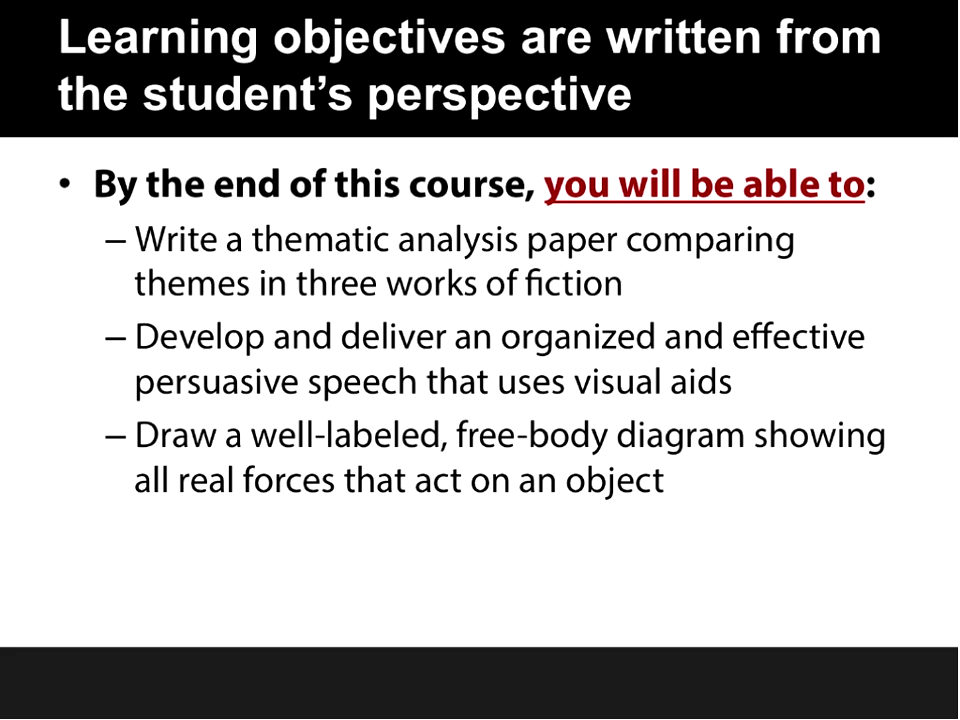 Learning objectives are written from
the student’s perspective
• By the end of this course, you will be able to:
– Write a thematic analysis paper comparing
themes in three works of fiction
– Develop and deliver an organized and effective
persuasive speech that uses visual aids
– Draw a well-labeled, free-body diagram showing
all real forces that act on an object